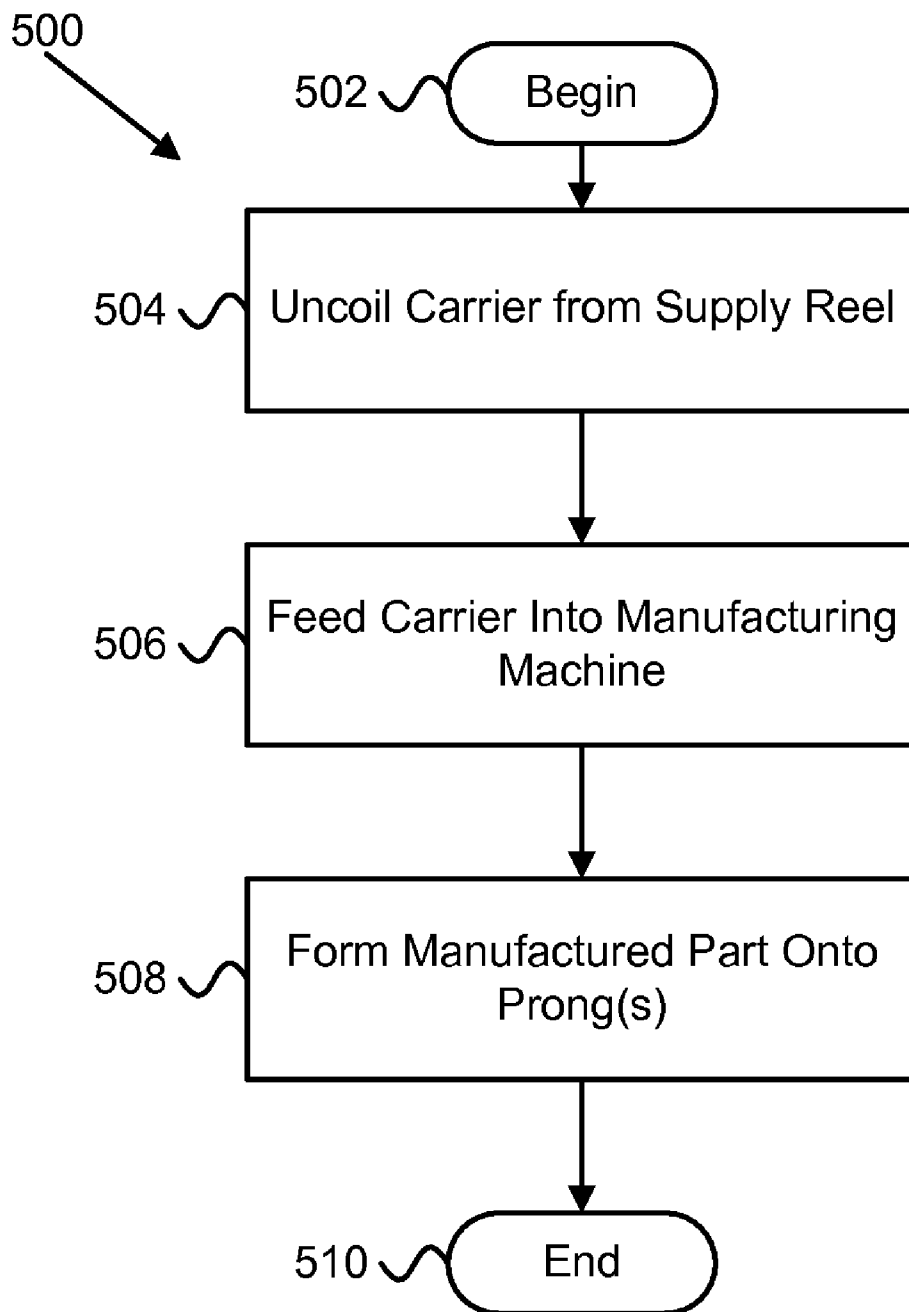 500
502
Begin
504
Uncoil Carrier from Supply Reel
506
Feed Carrier Into Manufacturing
Machine
508
Form Manufactured Part Onto
Prong(s)
510
End